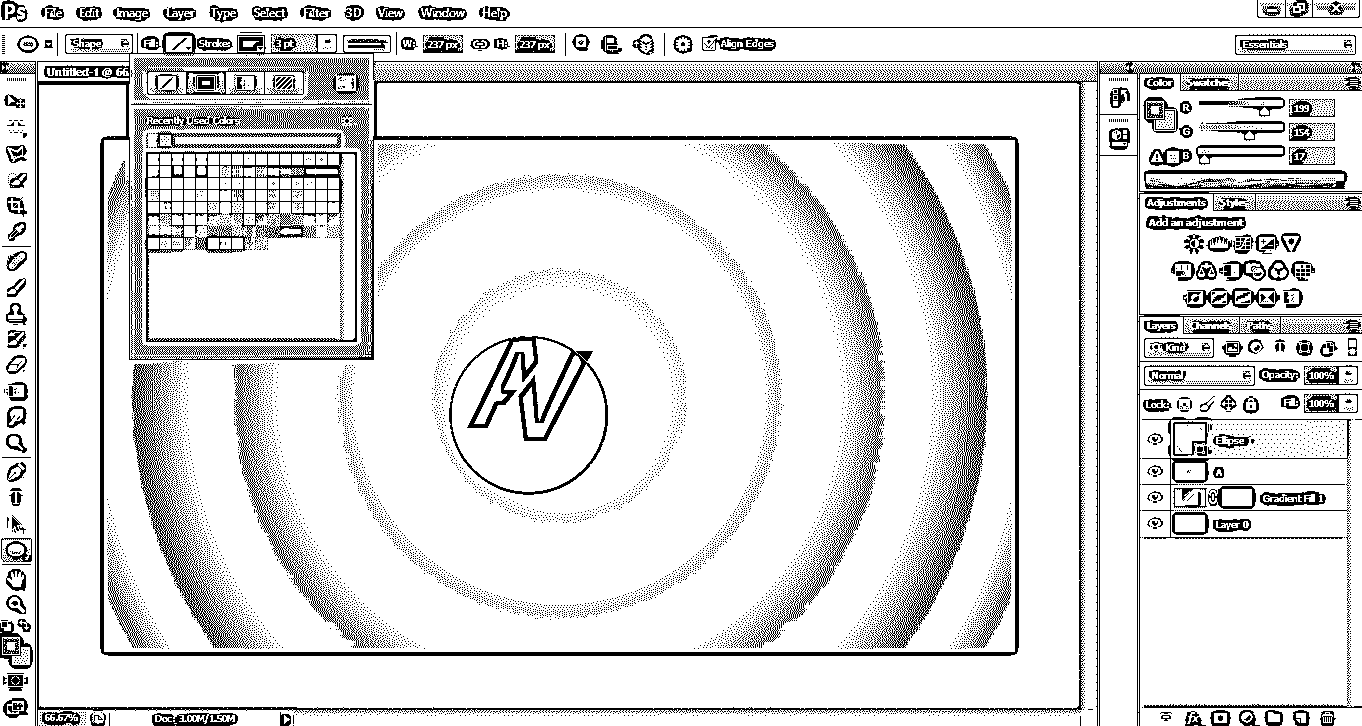 Ps File Edit Image Layer Type Select Filter 3D View Window Help
Shape Fill: Stroke: 3 pt W: 237 px H: 237 px Align Edges Essentials
Untitled-1 @ 66
Recently Used Colors
Color Swatches
R 199
G 154
B 17
Adjustments Styles
Add an adjustment
Layers Channels Paths
Kind
Normal Opacity: 100%
Lock: Fill: 100%
Ellipse 1
A
Gradient Fill 1
Layer 0
66.67% Doc: 3.00M/1.50M